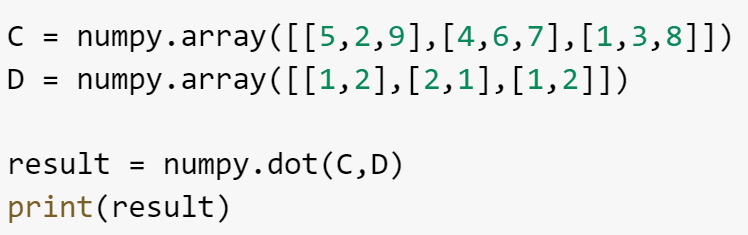 C = numpy.array([[5,2,9],[4,6,7],[1,3,8]])
D = numpy.array([[1,2],[2,1],[1,2]])
result = numpy.dot(C,D)
print(result)